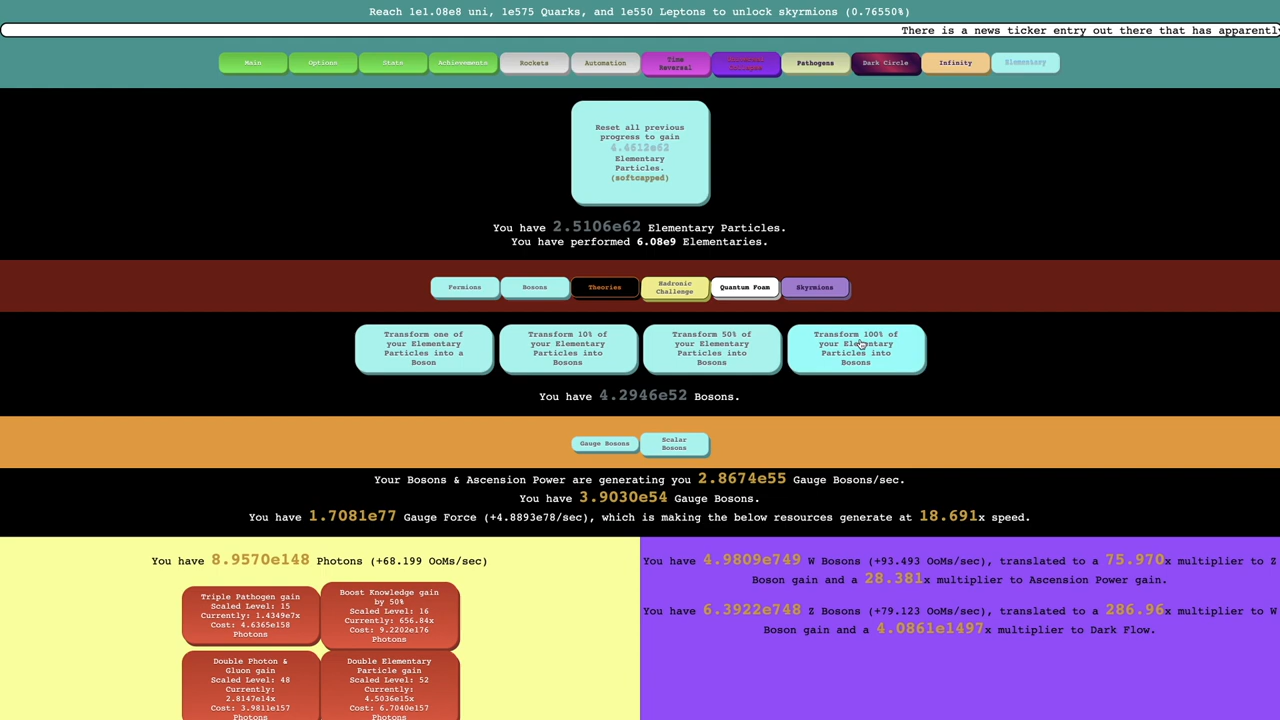 Reach 1e1.08e8 uni, 1e575 Quarks, and 1e550 Leptons to unlock skyrmions (0.76550%)
There is a news ticker entry out there that has apparently
Main
Options
Stats
Achievements
Rockets
Automation
Time
Reversal
Pathogens
Dark Circle
Infinity
Elementary
Reset all previous
progress to gain
4.4612e62
Elementary
Particles.
(softcapped)
You have 2.5106e62 Elementary Particles.
You have performed 6.08e9 Elementaries.
Fermions
Bosons
Theories
Hadronic
Challenge
Quantum Foam
Skyrmions
Transform one of
your Elementary
Particles into a
Boson
Transform 10% of
your Elementary
Particles into
Bosons
Transform 50% of
your Elementary
Particles into
Bosons
Transform 100% of
your Elementary
Particles into
Bosons
You have 4.2946e52 Bosons.
Gauge Bosons
Scalar
Bosons
Your Bosons & Ascension Power are generating you 2.8674e55 Gauge Bosons/sec.
You have 3.9030e54 Gauge Bosons.
You have 1.7081e77 Gauge Force (+4.8893e78/sec), which is making the below resources generate at 18.691x speed.
You have 8.9570e148 Photons (+68.199 OoMs/sec)
Triple Pathogen gain
Scaled Level: 15
Currently: 1.4349e7x
Cost: 4.6365e158
Photons
Boost Knowledge gain
by 50%
Scaled Level: 16
Currently: 656.84x
Cost: 9.2202e176
Photons
Double Photon &
Gluon gain
Scaled Level: 48
Currently:
2.8147e14x
Cost: 3.9811e157
Photons
Double Elementary
Particle gain
Scaled Level: 52
Currently:
4.5036e15x
Cost: 6.7040e157
Photons
You have 4.9809e749 W Bosons (+93.493 OoMs/sec), translated to a 75.970x multiplier to Z
Boson gain and a 28.381x multiplier to Ascension Power gain.
You have 6.3922e748 Z Bosons (+79.123 OoMs/sec), translated to a 286.96x multiplier to W
Boson gain and a 4.0861e1497x multiplier to Dark Flow.